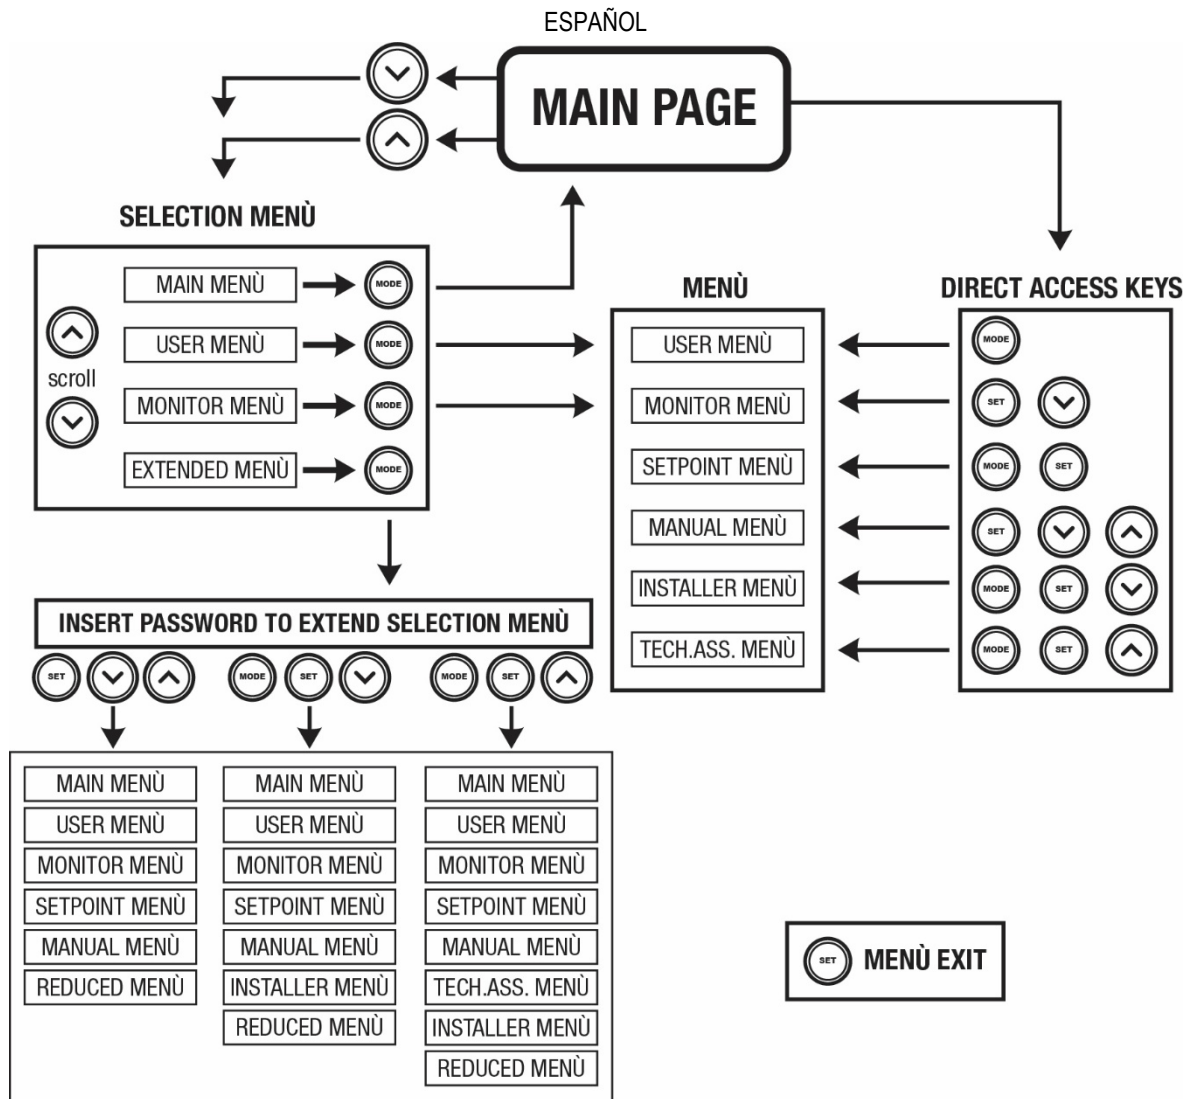 ESPAÑOL
MAIN PAGE
SELECTION MENÙ
MAIN MENÙ MODE
USER MENÙ MODE
scroll
MONITOR MENÙ MODE
EXTENDED MENÙ MODE
MENÙ
USER MENÙ
MONITOR MENÙ
SETPOINT MENÙ
MANUAL MENÙ
INSTALLER MENÙ
TECH.ASS. MENÙ
DIRECT ACCESS KEYS
MODE
SET
MODE SET
SET
MODE SET
MODE SET
INSERT PASSWORD TO EXTEND SELECTION MENÙ
SET
MODE SET
MODE SET
MAIN MENÙ
USER MENÙ
MONITOR MENÙ
SETPOINT MENÙ
MANUAL MENÙ
REDUCED MENÙ
MAIN MENÙ
USER MENÙ
MONITOR MENÙ
SETPOINT MENÙ
MANUAL MENÙ
INSTALLER MENÙ
REDUCED MENÙ
MAIN MENÙ
USER MENÙ
MONITOR MENÙ
SETPOINT MENÙ
MANUAL MENÙ
TECH.ASS. MENÙ
INSTALLER MENÙ
REDUCED MENÙ
SET MENÙ EXIT